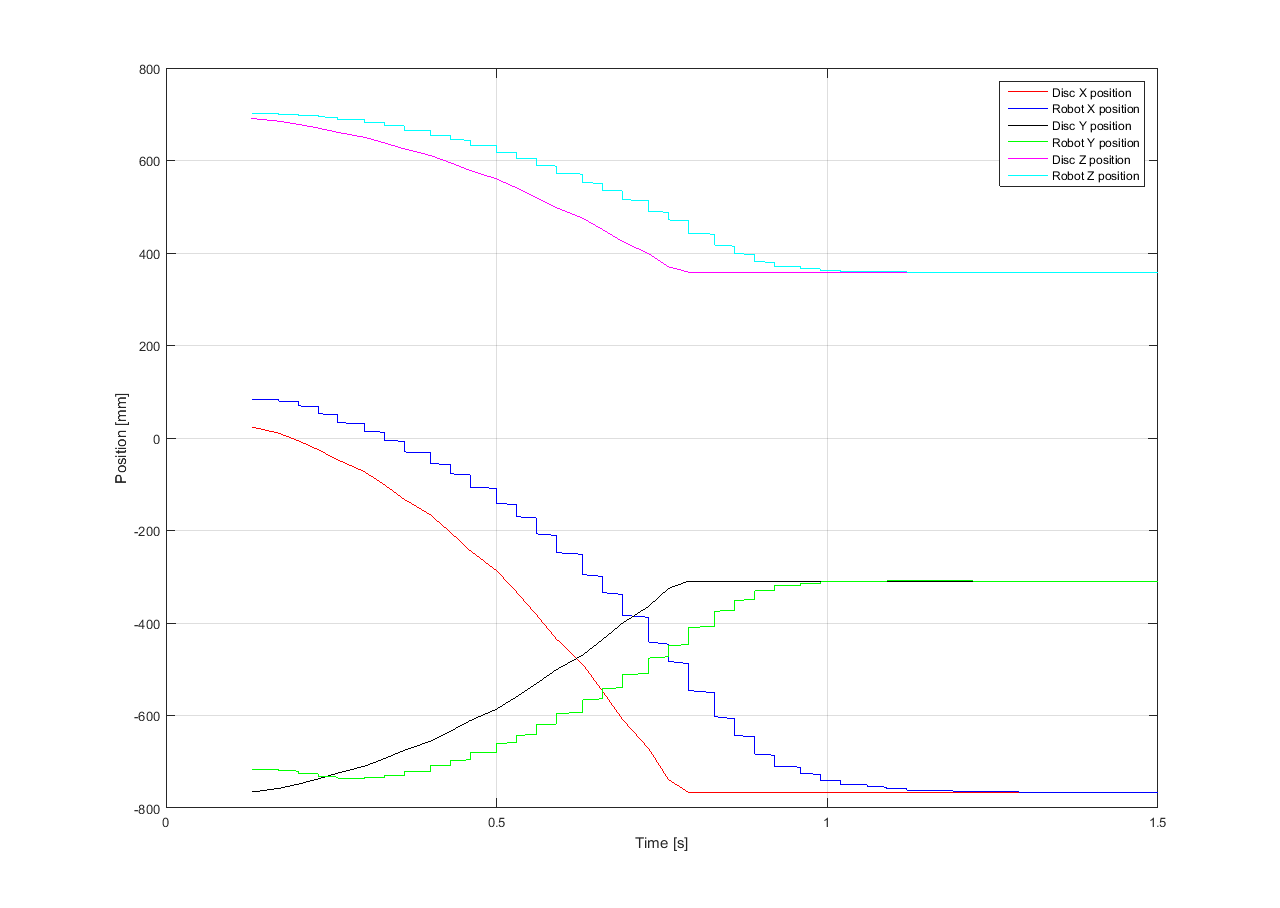 800
600
400
200
0
-200
-400
-600
-800
Position [mm]
0
0.5
1
1.5
Time [s]
Disc X position
Robot X position
Disc Y position
Robot Y position
Disc Z position
Robot Z position